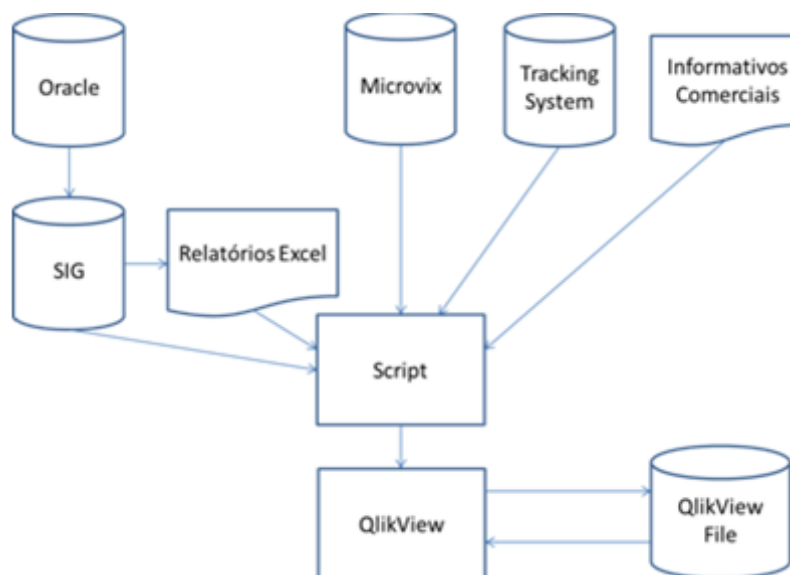 Oracle
Microvix
Tracking
System
Informativos
Comerciais
SIG
Relatórios Excel
Script
QlikView
QlikView
File